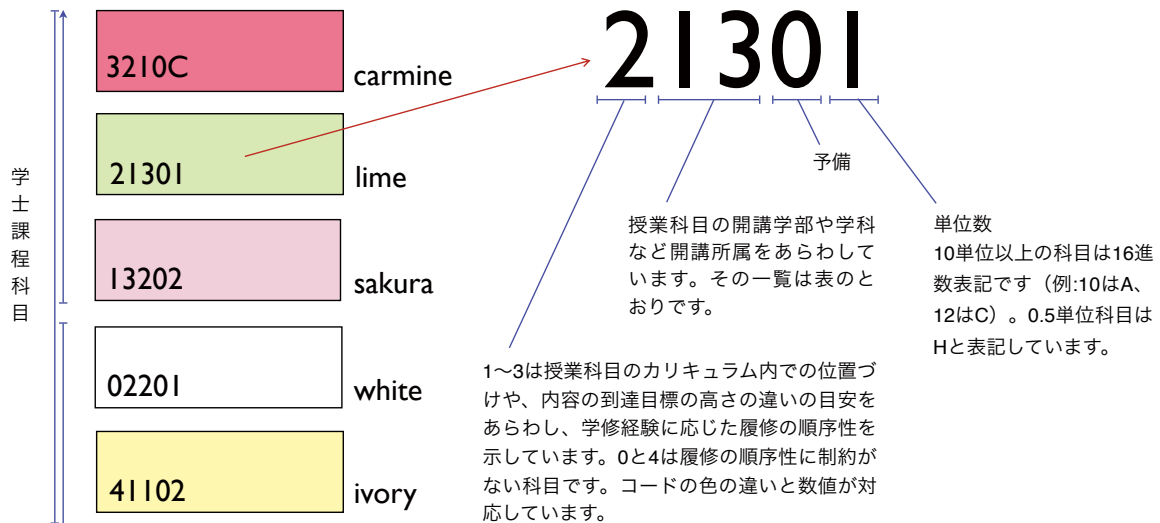 学士課程科目
3210C
carmine
21301
lime
13202
sakura
02201
white
41102
ivory
21301
予備
授業科目の開講学部や学科
など開講所属をあらわして
います。その一覧は表のと
おりです。
単位数
10単位以上の科目は16進
数表記です（例:10はA、
12はC）。0.5単位科目は
Hと表記しています。
1〜3は授業科目のカリキュラム内での位置づ
けや、内容の到達目標の高さの違いの目安を
あらわし、学修経験に応じた履修の順序性を
示しています。0と4は履修の順序性に制約が
ない科目です。コードの色の違いと数値が対
応しています。